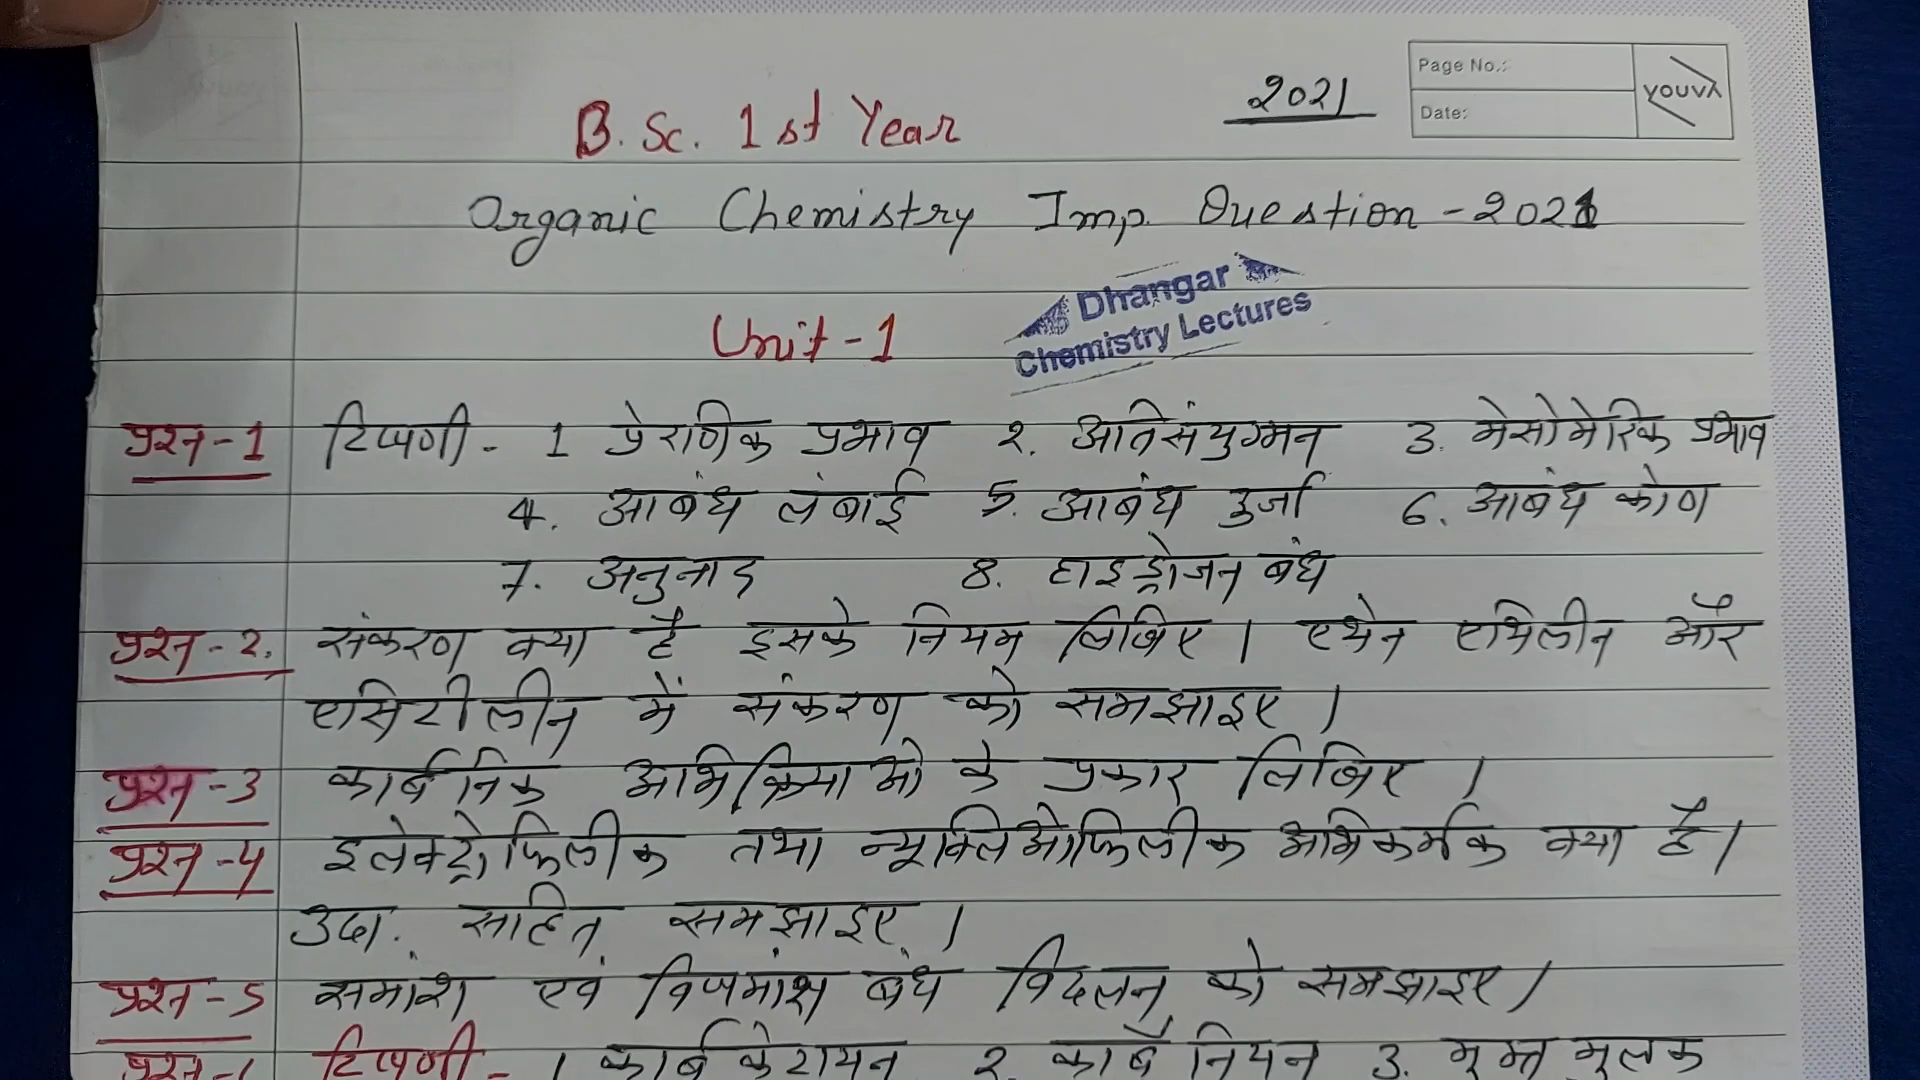 Page No.:
2021
youva
Date:
B. Sc. 1st Year
Organic Chemistry Imp. Question - 2021
Dhangar
Chemistry Lectures
Unit - 1
प्रश्न-1 टिप्पणी - 1 प्रेरणिक प्रभाव 2. अतिसंयुग्मन 3. मेसोमेरिक प्रभाव
4. आबंध लंबाई 5. आबंध उर्जा 6. आबंध कोण
7. अनुनाद 8. हाइड्रोजन बंध
प्रश्न-2. संकरण क्या है इसके नियम लिखिए । एथेन एथिलीन और
एसिटीलीन में संकरण को समझाइए ।
प्रश्न-3 कार्बनिक अभिक्रियाओ के प्रकार लिखिए ।
प्रश्न-4 इलेक्ट्रोफिलीक तथा न्यूक्लिओफिलीक अभिकर्मक क्या है।
उदा. सहित समझाइए ।
प्रश्न-5 समांश एवं विषमांश बंध विदलन को समझाइए ।
प्रश्न- टिप्पणी - 1 कार्बकेटायन 2. कार्बेनियन 3. मुक्त मुलक